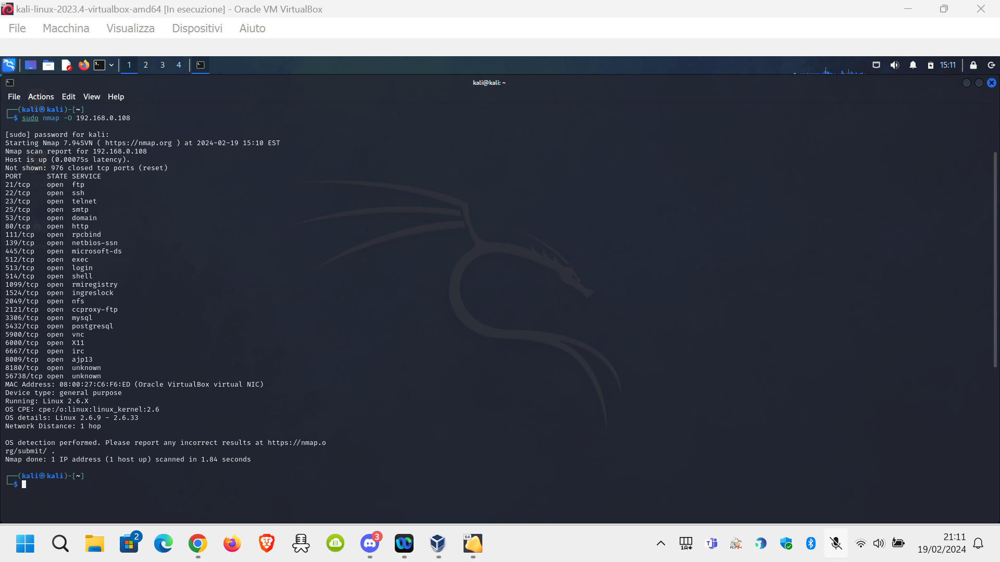 kali-linux-2023.4-virtualbox-amd64 [In esecuzione] - Oracle VM VirtualBox
File Macchina Visualizza Dispositivi Aiuto
1 2 3 4
15:11
kali@kali: ~
File Actions Edit View Help
┌──(kali㉿kali)-[~]
└─$ sudo nmap -O 192.168.0.108
[sudo] password for kali:
Starting Nmap 7.94SVN ( https://nmap.org ) at 2024-02-19 15:10 EST
Nmap scan report for 192.168.0.108
Host is up (0.00075s latency).
Not shown: 976 closed tcp ports (reset)
PORT      STATE SERVICE
21/tcp    open  ftp
22/tcp    open  ssh
23/tcp    open  telnet
25/tcp    open  smtp
53/tcp    open  domain
80/tcp    open  http
111/tcp   open  rpcbind
139/tcp   open  netbios-ssn
445/tcp   open  microsoft-ds
512/tcp   open  exec
513/tcp   open  login
514/tcp   open  shell
1099/tcp  open  rmiregistry
1524/tcp  open  ingreslock
2049/tcp  open  nfs
2121/tcp  open  ccproxy-ftp
3306/tcp  open  mysql
5432/tcp  open  postgresql
5900/tcp  open  vnc
6000/tcp  open  X11
6667/tcp  open  irc
8009/tcp  open  ajp13
8180/tcp  open  unknown
56738/tcp open  unknown
MAC Address: 08:00:27:C6:F6:ED (Oracle VirtualBox virtual NIC)
Device type: general purpose
Running: Linux 2.6.X
OS CPE: cpe:/o:linux:linux_kernel:2.6
OS details: Linux 2.6.9 - 2.6.33
Network Distance: 1 hop
OS detection performed. Please report any incorrect results at https://nmap.o
rg/submit/ .
Nmap done: 1 IP address (1 host up) scanned in 1.84 seconds
┌──(kali㉿kali)-[~]
└─$
2
3
64
21:11
19/02/2024